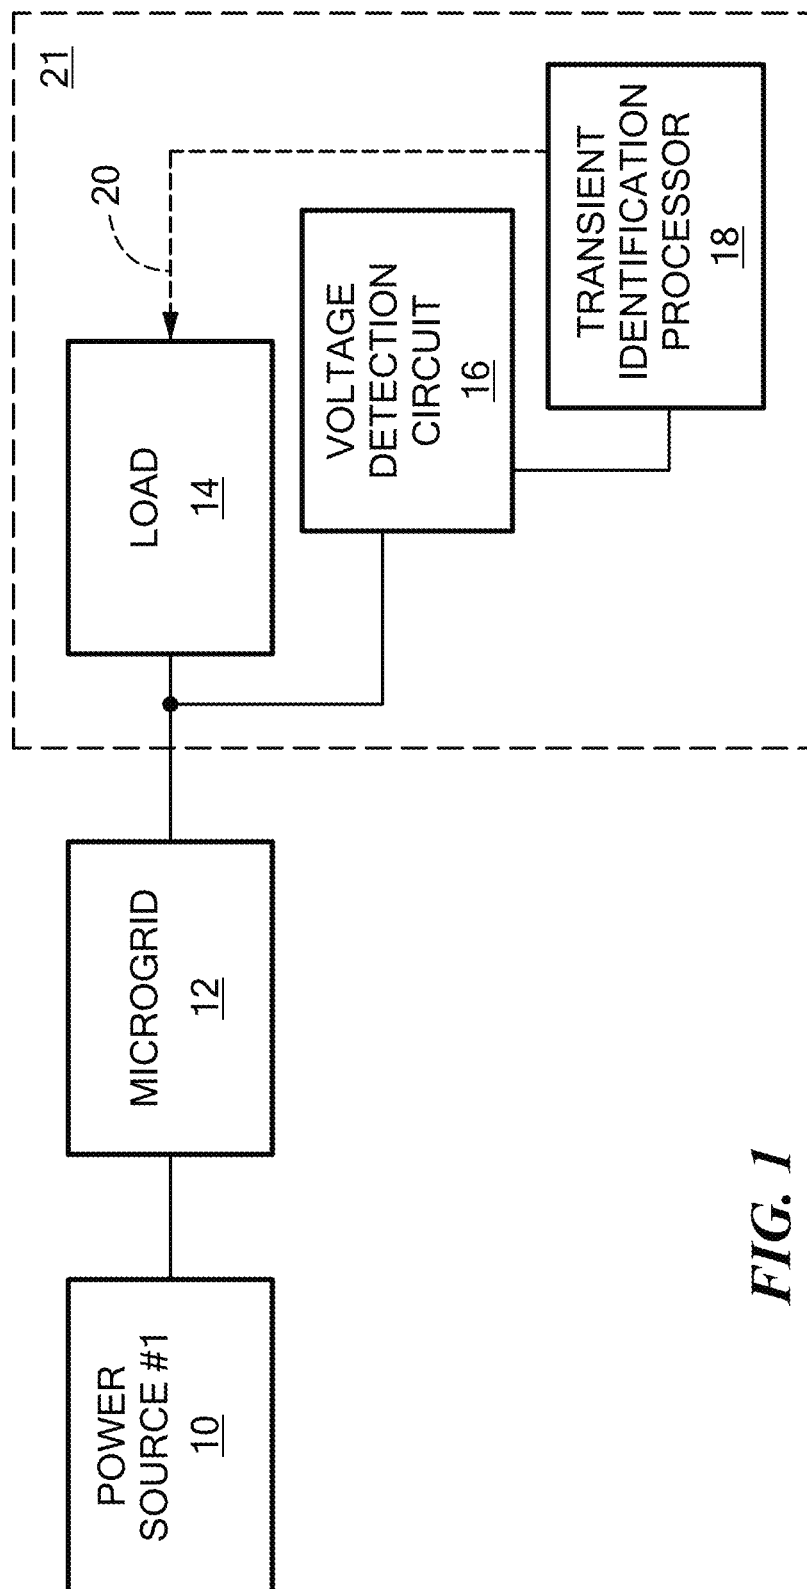 POWER
SOURCE #1
10
MICROGRID
12
LOAD
14
20
21
VOLTAGE
DETECTION
CIRCUIT
16
TRANSIENT
IDENTIFICATION
PROCESSOR
18
FIG. 1